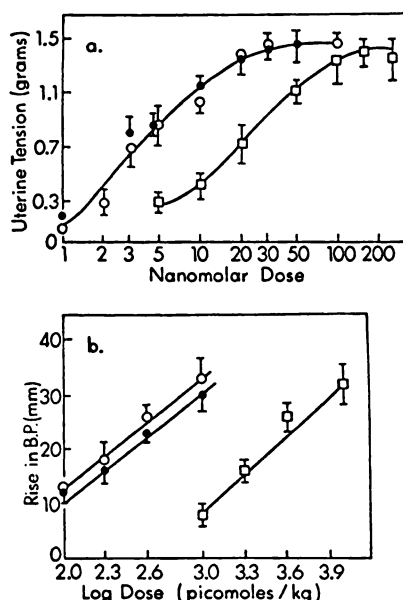 a.
Uterine Tension (grams)
1.5
1.1
0.7
0.3
0
1 2 3 5 10 20 30 50 100 200
Nanomolar Dose
b.
Rise in B.P. (mm)
40
30
20
10
0
2.0 2.3 2.6 3.0 3.3 3.6 3.9
Log Dose (picomoles / kg)